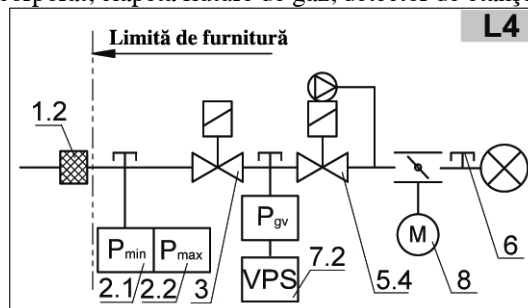 L4
Limită de furnitură
1.2
Pmin
Pmax
Pgv
VPS
M
2.1
2.2
3
7.2
5.4
8
6